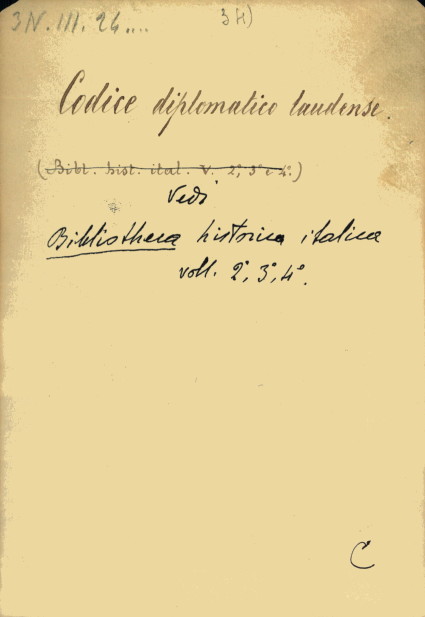 3N. III. 24....
3H)
Codice diplomatico laudense.
(Bibl. hist. ital. V. 2°, 3° e 4°.)
Vedi
Bibliotheca historica italica
voll. 2°, 3°, 4°.
C